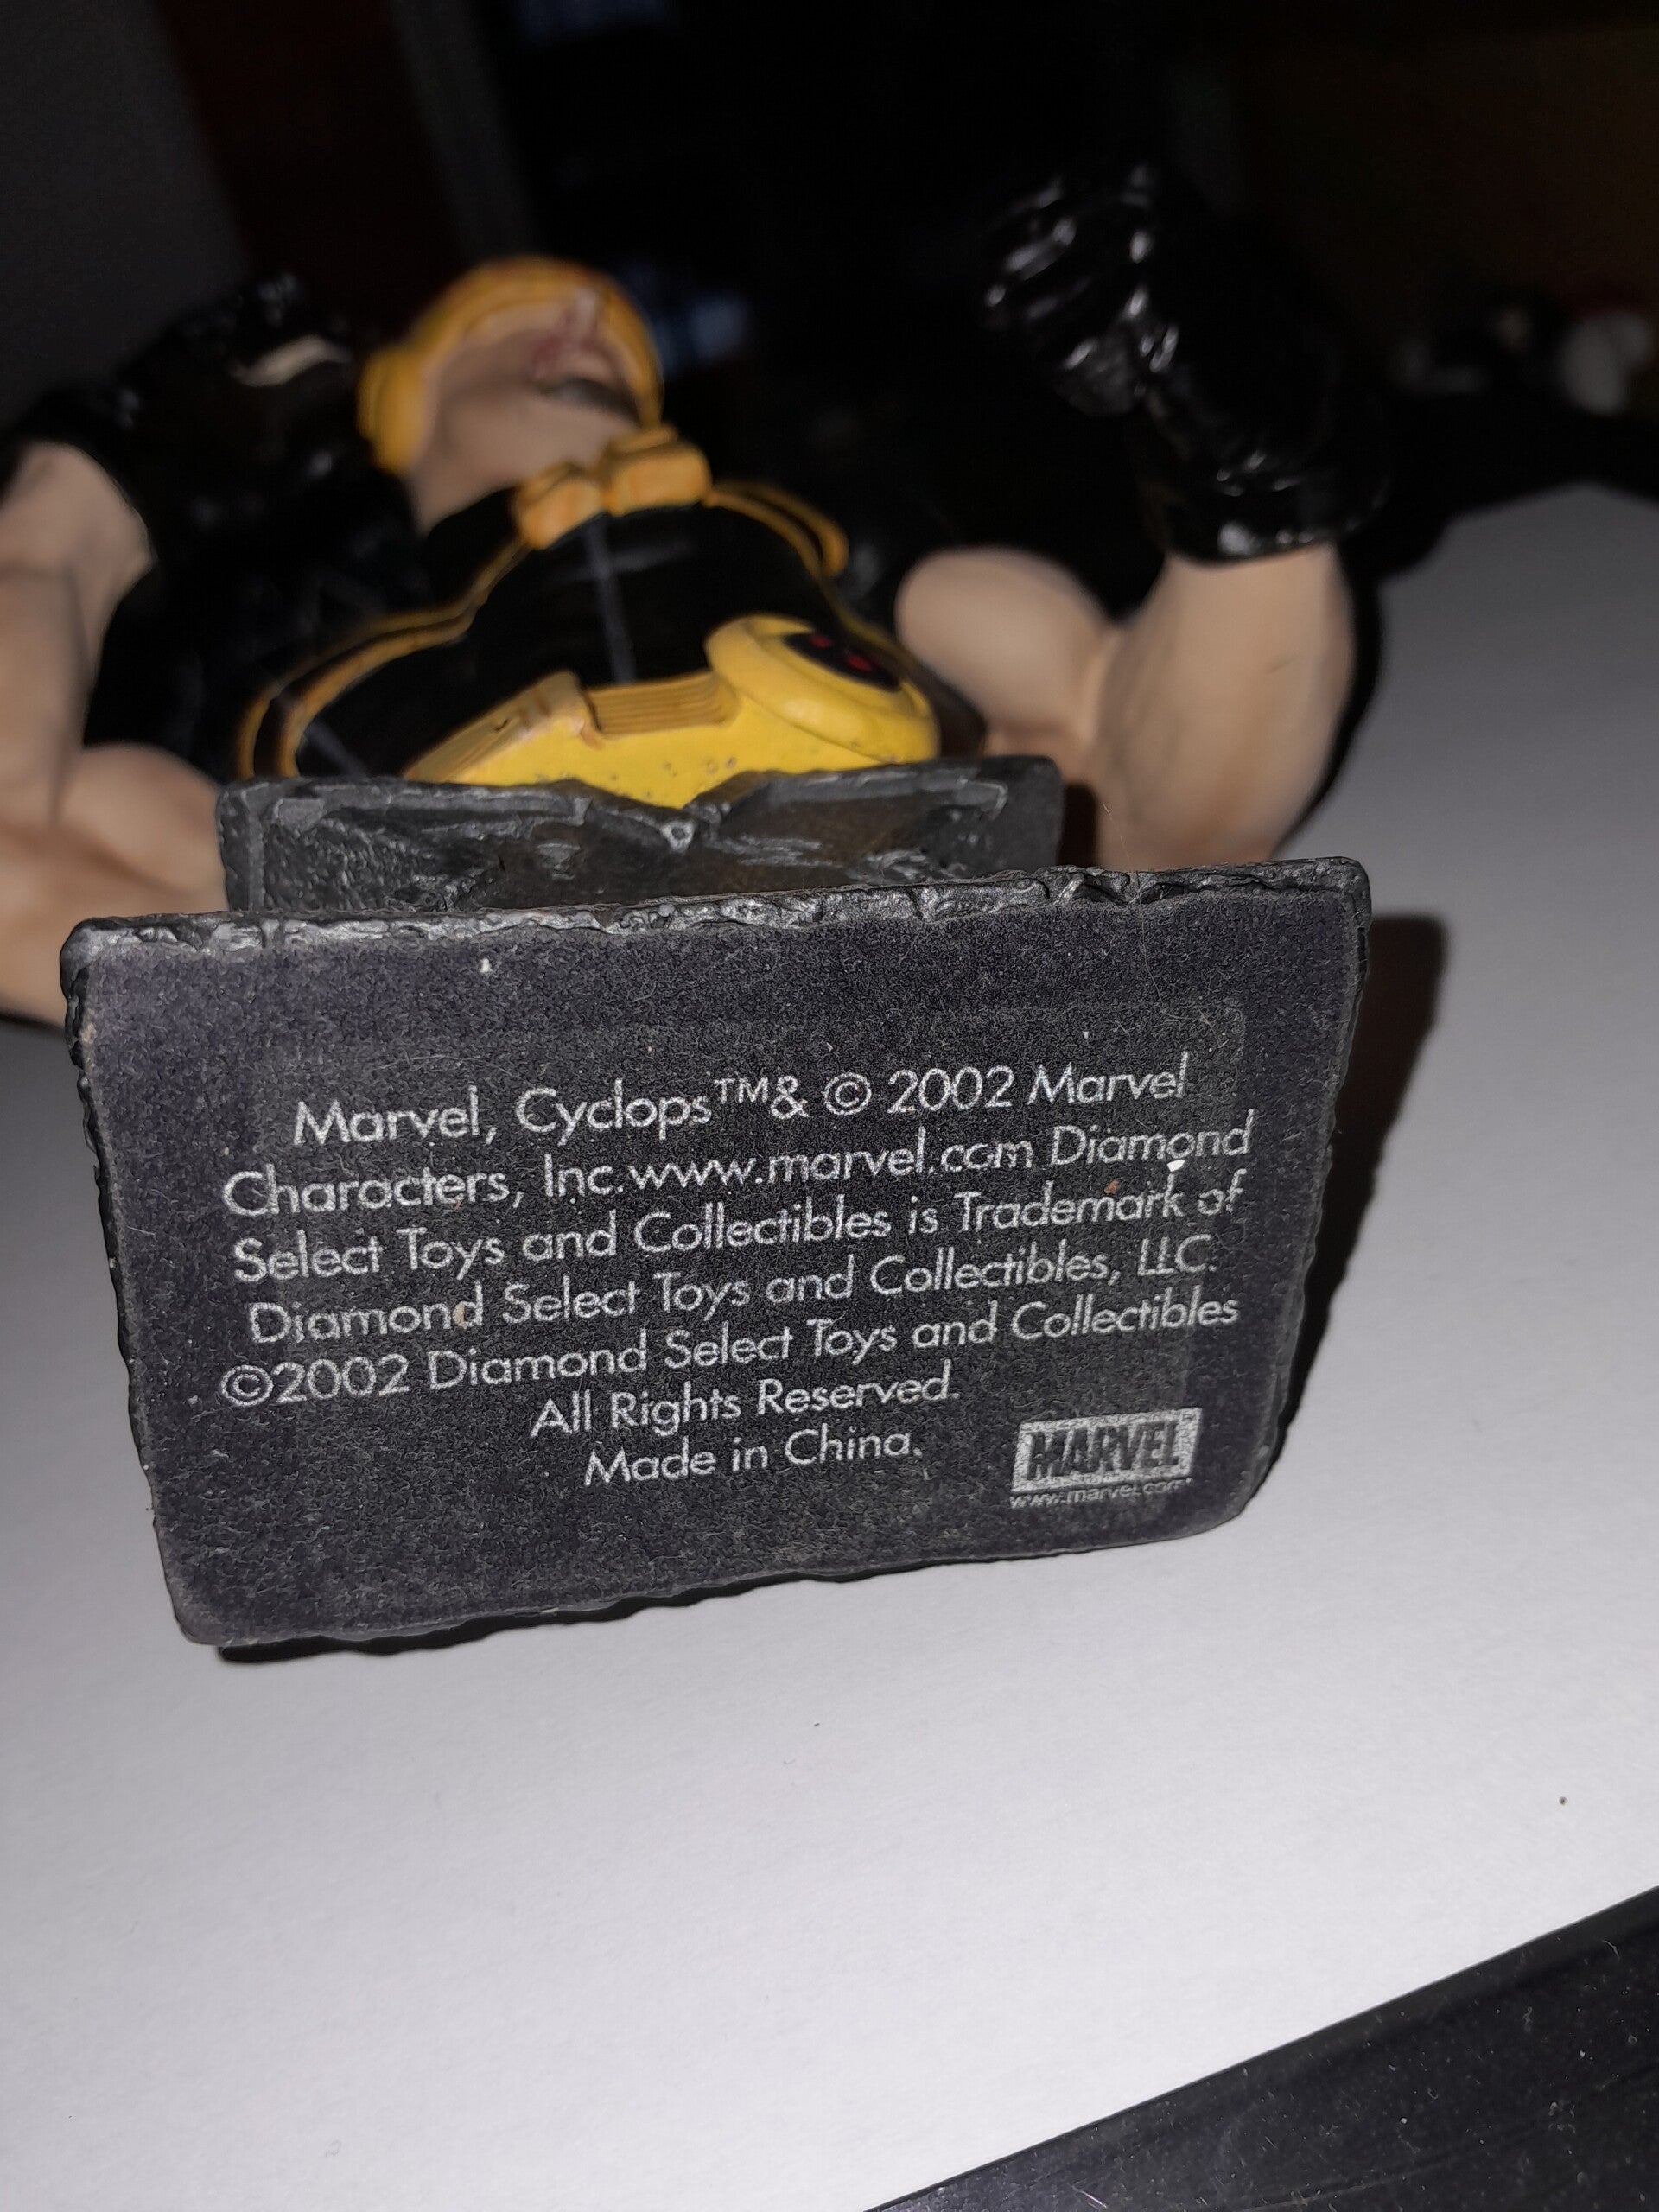 Marvel, Cyclops™& © 2002 Marvel
Characters, Inc.www.marvel.com Diamond
Select Toys and Collectibles is Trademark of
Diamond Select Toys and Collectibles, LLC.
©2002 Diamond Select Toys and Collectibles
All Rights Reserved.
Made in China.
MARVEL
www.marvel.com